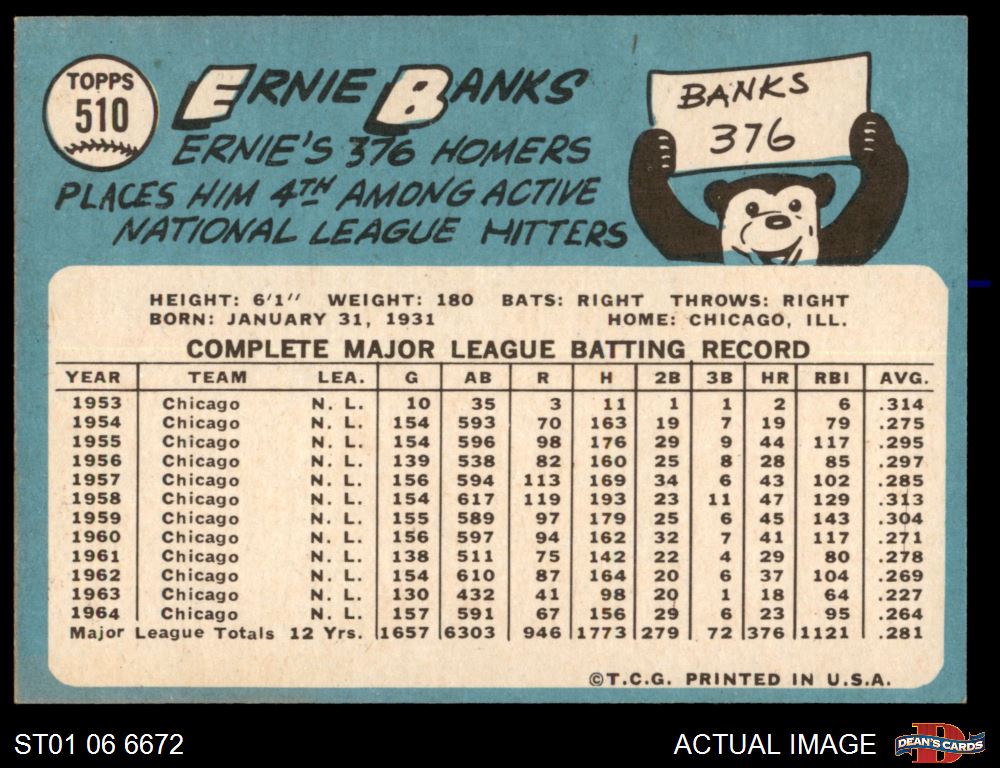 TOPPS
510
ERNIE BANKS
ERNIE'S 376 HOMERS
PLACES HIM 4TH AMONG ACTIVE
NATIONAL LEAGUE HITTERS
BANKS
376
HEIGHT: 6'1" WEIGHT: 180 BATS: RIGHT THROWS: RIGHT
BORN: JANUARY 31, 1931 HOME: CHICAGO, ILL.
COMPLETE MAJOR LEAGUE BATTING RECORD
YEAR TEAM LEA. G AB R H 2B 3B HR RBI AVG.
1953 Chicago N. L. 10 35 3 11 1 1 2 6 .314
1954 Chicago N. L. 154 593 70 163 19 7 19 79 .275
1955 Chicago N. L. 154 596 98 176 29 9 44 117 .295
1956 Chicago N. L. 139 538 82 160 25 8 28 85 .297
1957 Chicago N. L. 156 594 113 169 34 6 43 102 .285
1958 Chicago N. L. 154 617 119 193 23 11 47 129 .313
1959 Chicago N. L. 155 589 97 179 25 6 45 143 .304
1960 Chicago N. L. 156 597 94 162 32 7 41 117 .271
1961 Chicago N. L. 138 511 75 142 22 4 29 80 .278
1962 Chicago N. L. 154 610 87 164 20 6 37 104 .269
1963 Chicago N. L. 130 432 41 98 20 1 18 64 .227
1964 Chicago N. L. 157 591 67 156 29 6 23 95 .264
Major League Totals 12 Yrs. 1657 6303 946 1773 279 72 376 1121 .281
©T.C.G. PRINTED IN U.S.A.
ST01 06 6672
ACTUAL IMAGE
D
DEAN'S CARDS